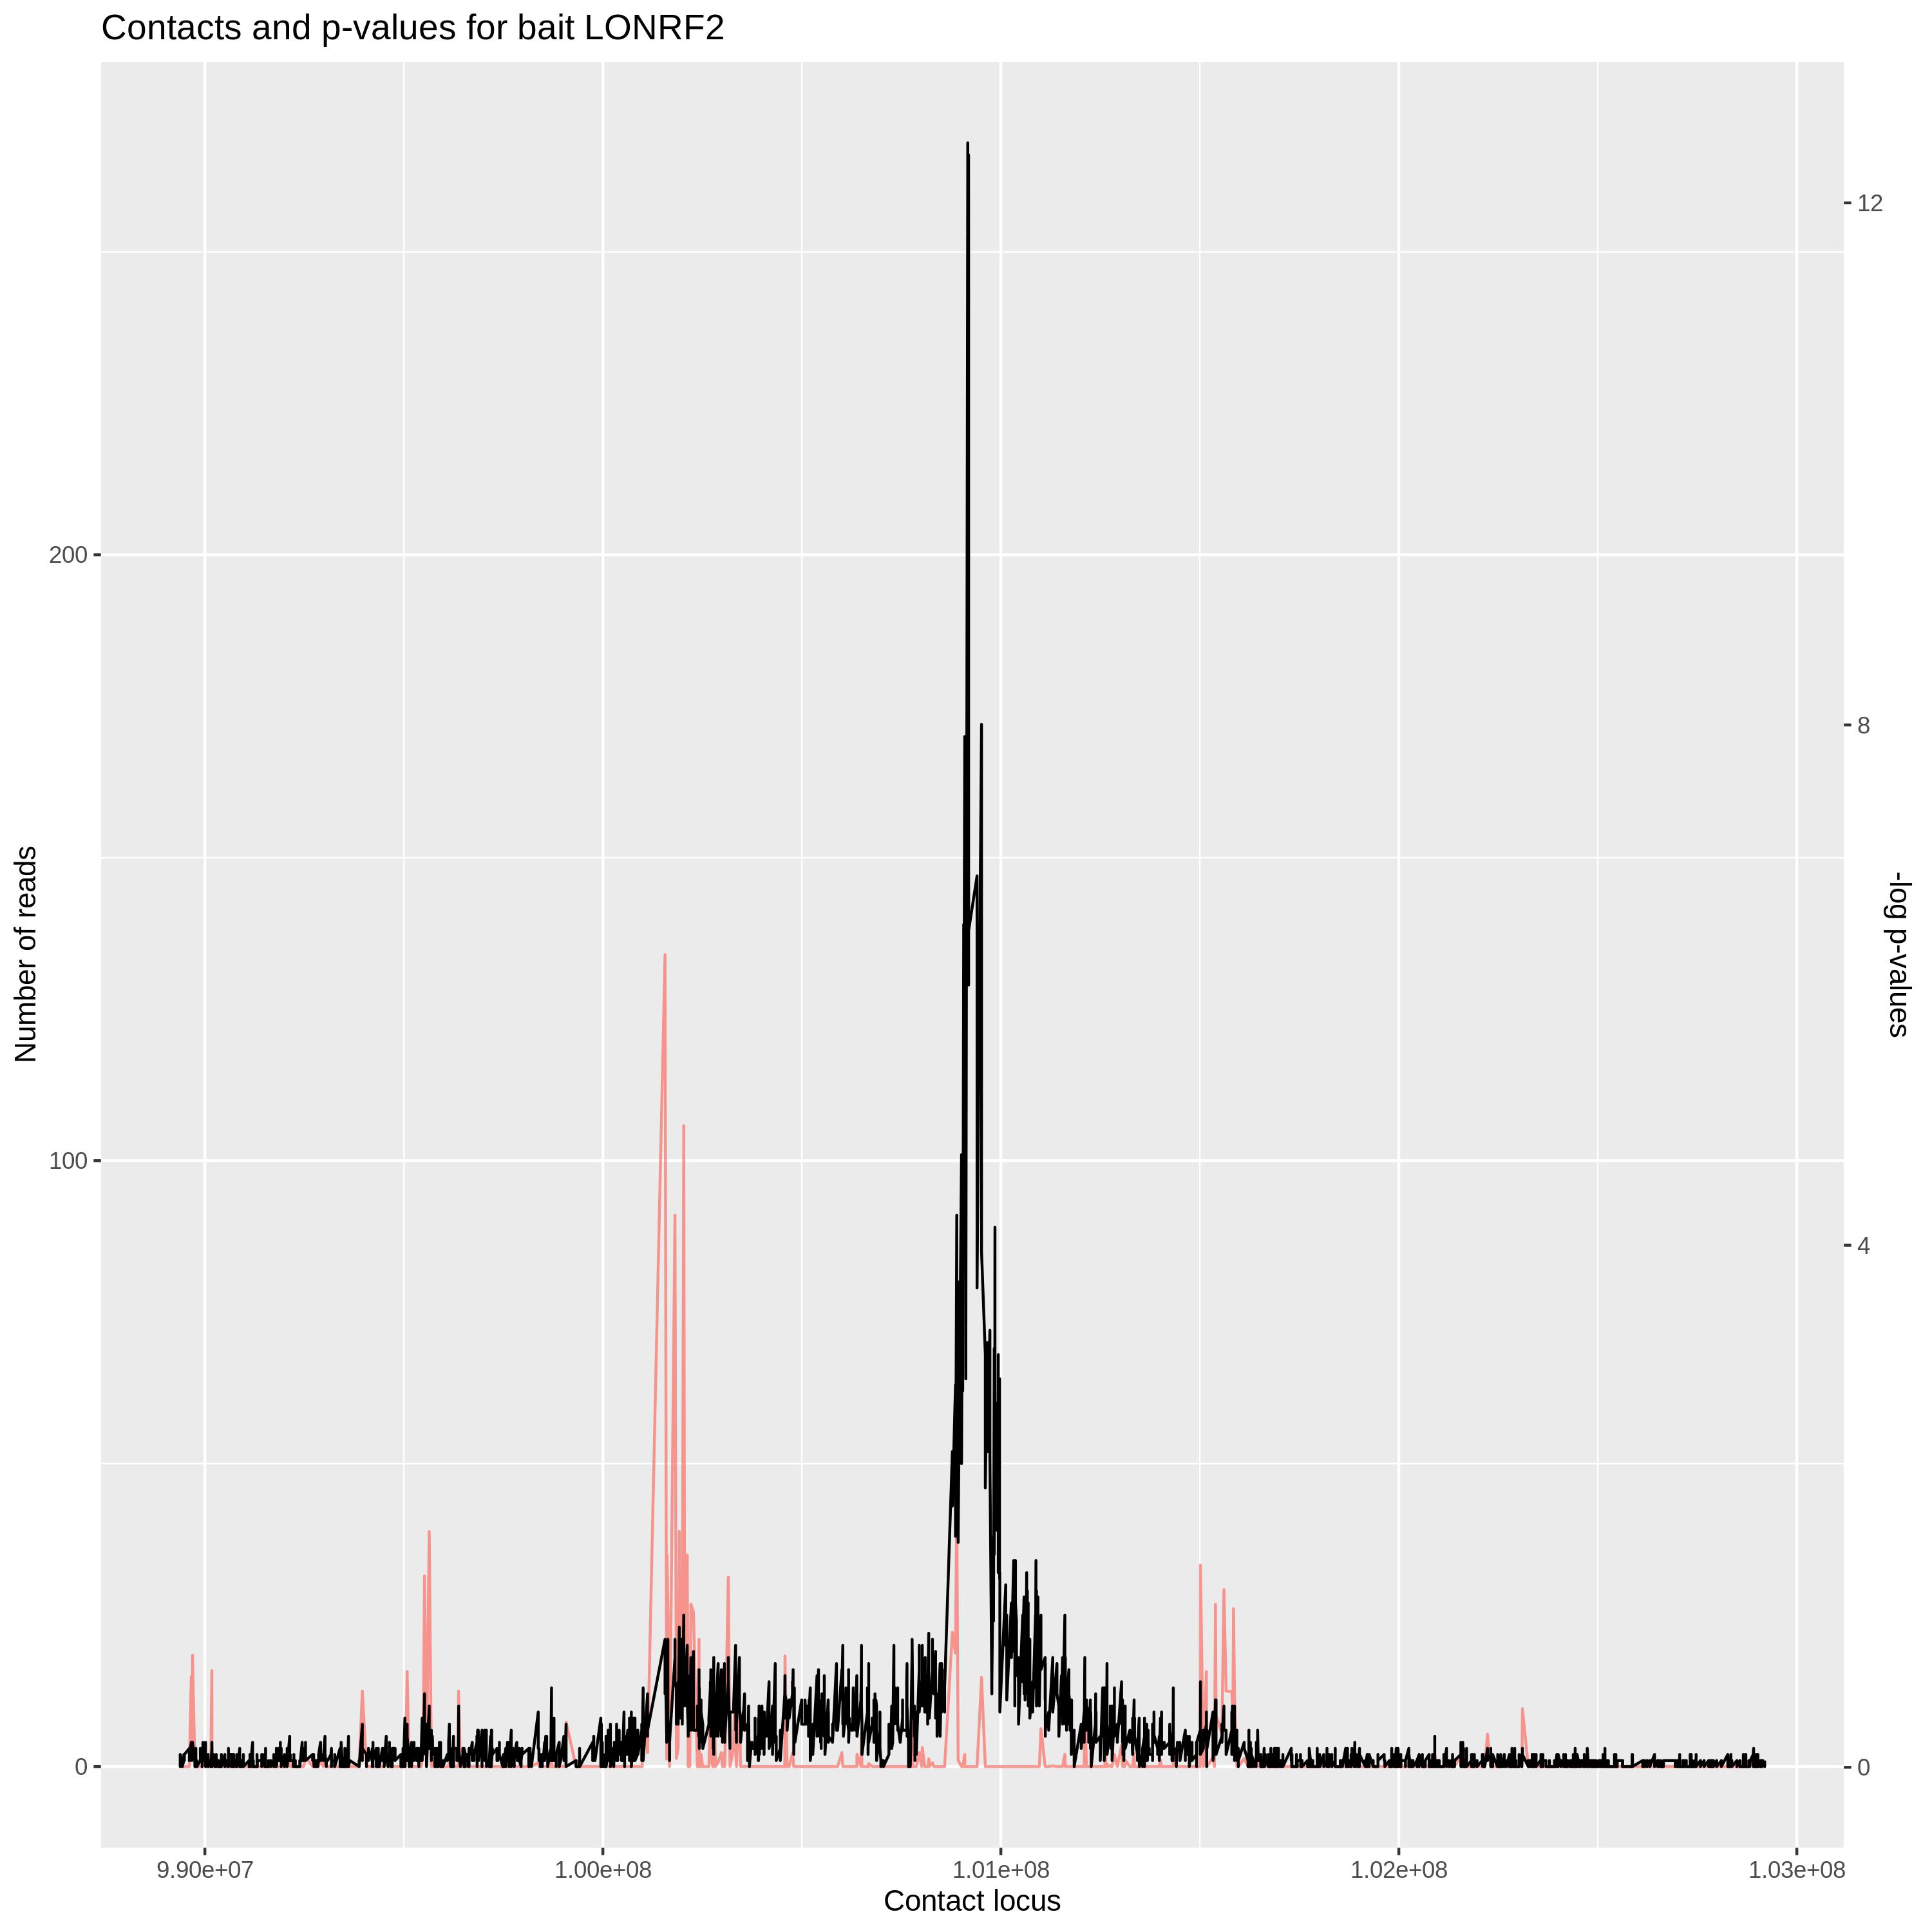 Contacts and p-values for bait LONRF2
12
200
8
Number of reads
-log p-values
100
4
0
0
9.90e+07
1.00e+08
1.01e+08
1.02e+08
1.03e+08
Contact locus